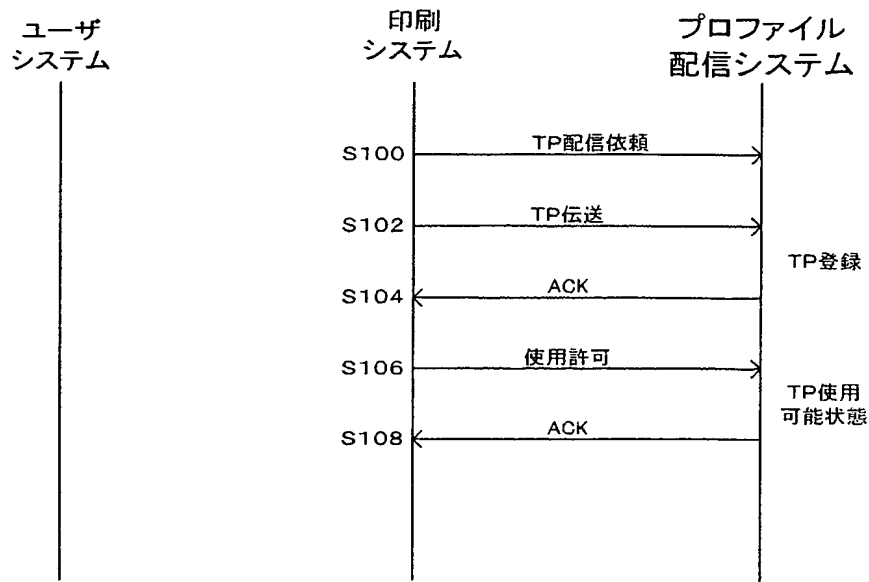 ユーザ
システム
印刷
システム
プロファイル
配信システム
S100
TP配信依頼
S102
TP伝送
TP登録
S104
ACK
S106
使用許可
TP使用
可能状態
S108
ACK